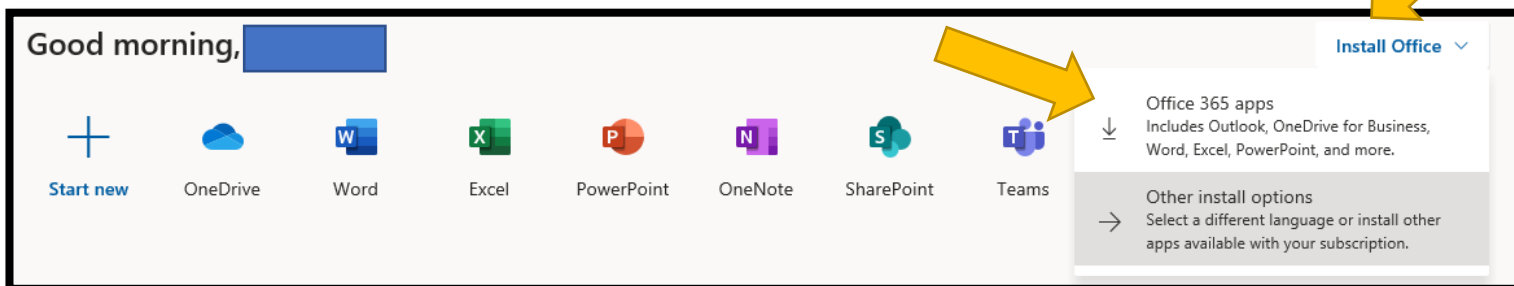 Good morning,
Install Office
Office 365 apps
Includes Outlook, OneDrive for Business,
Word, Excel, PowerPoint, and more.
Start new OneDrive Word Excel PowerPoint OneNote SharePoint Teams
Other install options
Select a different language or install other
apps available with your subscription.